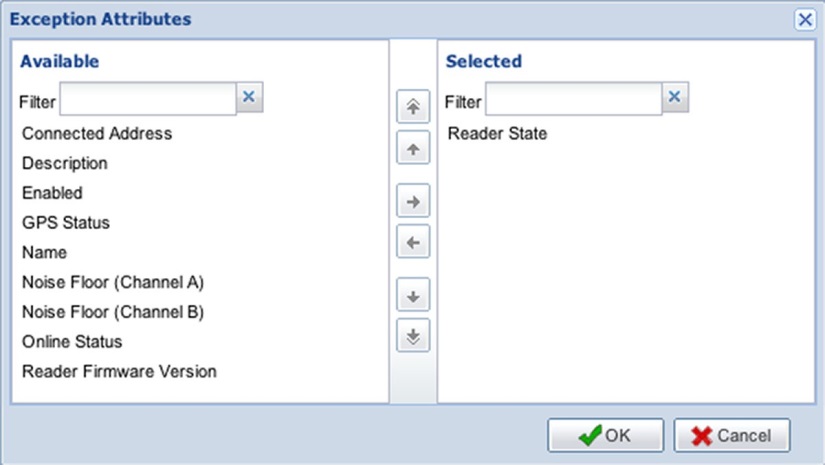 Exception Attributes
Available
Filter
Connected Address
Description
Enabled
GPS Status
Name
Noise Floor (Channel A)
Noise Floor (Channel B)
Online Status
Reader Firmware Version
Selected
Filter
Reader State
OK
Cancel